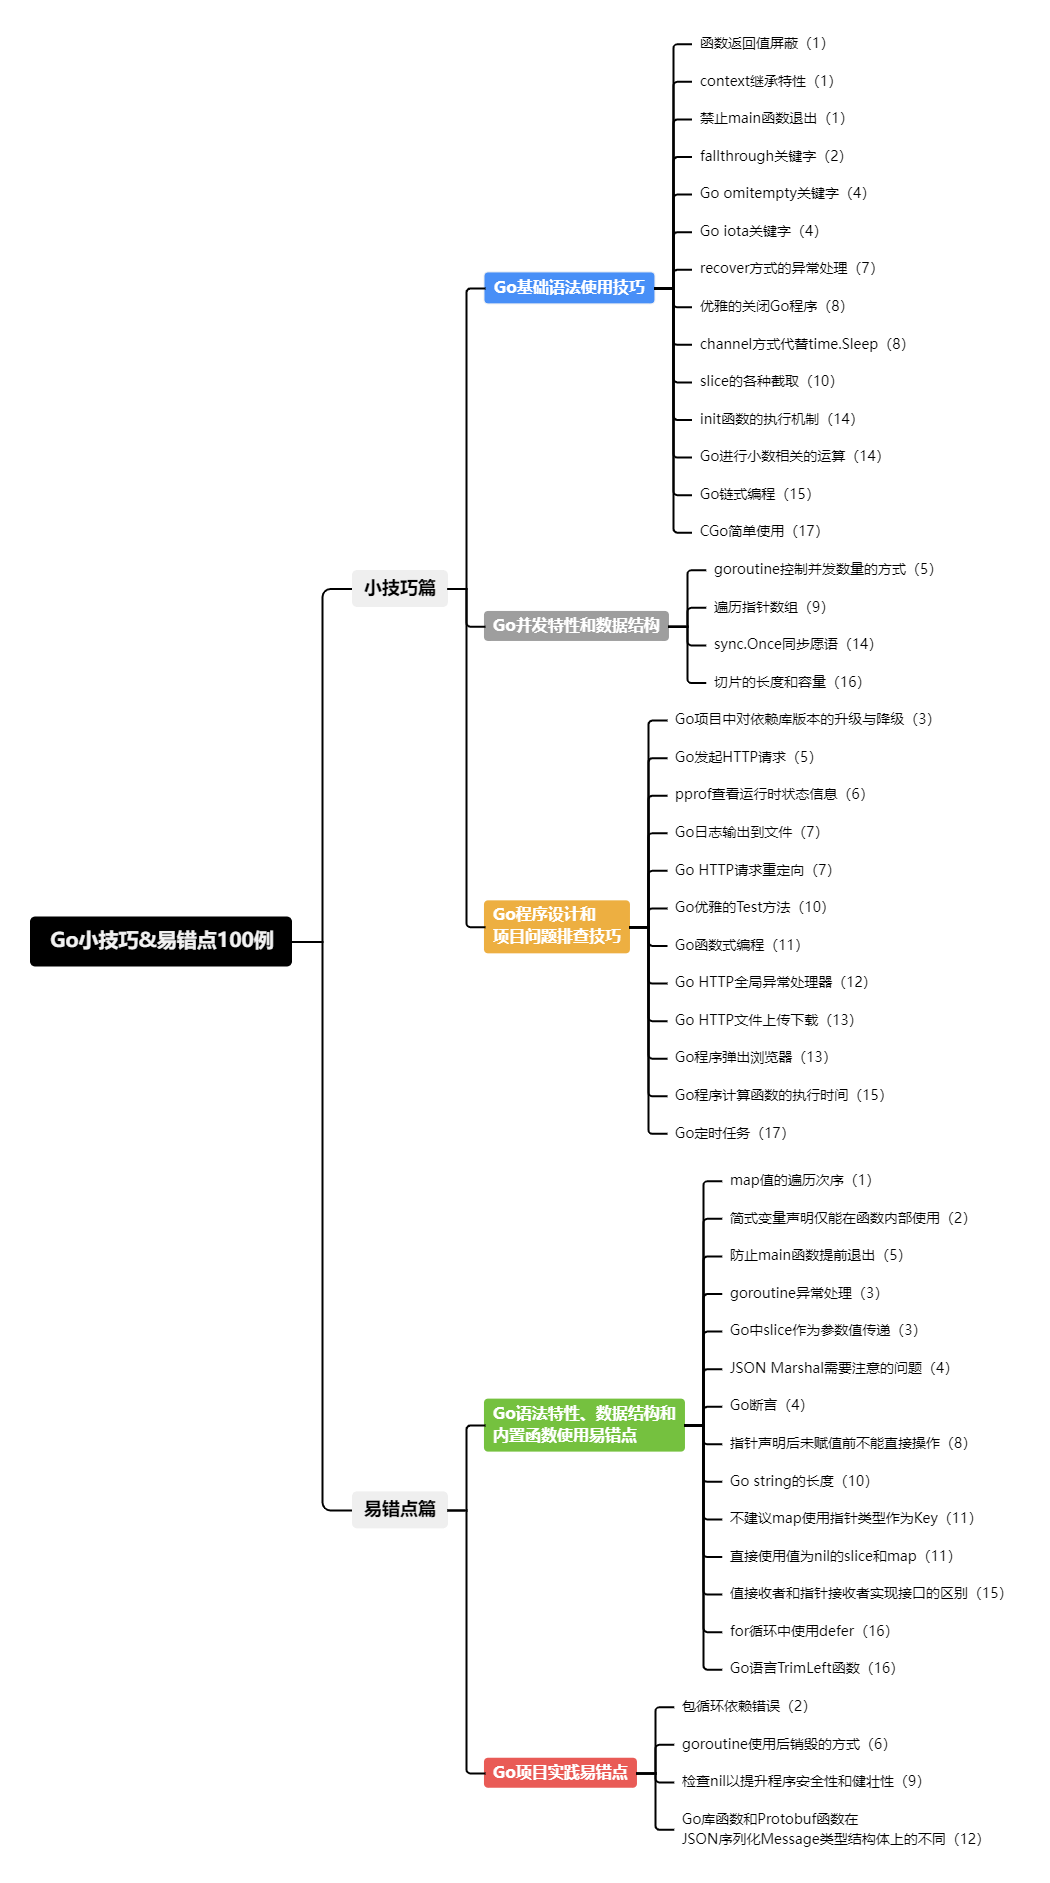 Go小技巧&易错点100例
小技巧篇
Go基础语法使用技巧
函数返回值屏蔽（1）
context继承特性（1）
禁止main函数退出（1）
fallthrough关键字（2）
Go omitempty关键字（4）
Go iota关键字（4）
recover方式的异常处理（7）
优雅的关闭Go程序（8）
channel方式代替time.Sleep（8）
slice的各种截取（10）
init函数的执行机制（14）
Go进行小数相关的运算（14）
Go链式编程（15）
CGo简单使用（17）
Go并发特性和数据结构
goroutine控制并发数量的方式（5）
遍历指针数组（9）
sync.Once同步愿语（14）
切片的长度和容量（16）
Go程序设计和
项目问题排查技巧
Go项目中对依赖库版本的升级与降级（3）
Go发起HTTP请求（5）
pprof查看运行时状态信息（6）
Go日志输出到文件（7）
Go HTTP请求重定向（7）
Go优雅的Test方法（10）
Go函数式编程（11）
Go HTTP全局异常处理器（12）
Go HTTP文件上传下载（13）
Go程序弹出浏览器（13）
Go程序计算函数的执行时间（15）
Go定时任务（17）
易错点篇
Go语法特性、数据结构和
内置函数使用易错点
map值的遍历次序（1）
简式变量声明仅能在函数内部使用（2）
防止main函数提前退出（5）
goroutine异常处理（3）
Go中slice作为参数值传递（3）
JSON Marshal需要注意的问题（4）
Go断言（4）
指针声明后未赋值前不能直接操作（8）
Go string的长度（10）
不建议map使用指针类型作为Key（11）
直接使用值为nil的slice和map（11）
值接收者和指针接收者实现接口的区别（15）
for循环中使用defer（16）
Go语言TrimLeft函数（16）
Go项目实践易错点
包循环依赖错误（2）
goroutine使用后销毁的方式（6）
检查nil以提升程序安全性和健壮性（9）
Go库函数和Protobuf函数在
JSON序列化Message类型结构体上的不同（12）